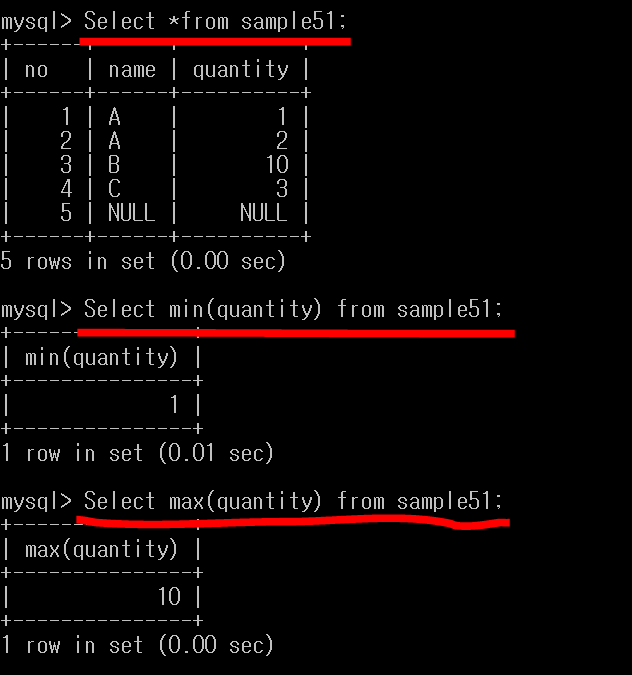 mysql> Select *from sample51;
+------+------+----------+
| no   | name | quantity |
+------+------+----------+
|    1 | A    |        1 |
|    2 | A    |        2 |
|    3 | B    |       10 |
|    4 | C    |        3 |
|    5 | NULL |     NULL |
+------+------+----------+
5 rows in set (0.00 sec)
mysql> Select min(quantity) from sample51;
+---------------+
| min(quantity) |
+---------------+
|             1 |
+---------------+
1 row in set (0.01 sec)
mysql> Select max(quantity) from sample51;
+---------------+
| max(quantity) |
+---------------+
|            10 |
+---------------+
1 row in set (0.00 sec)